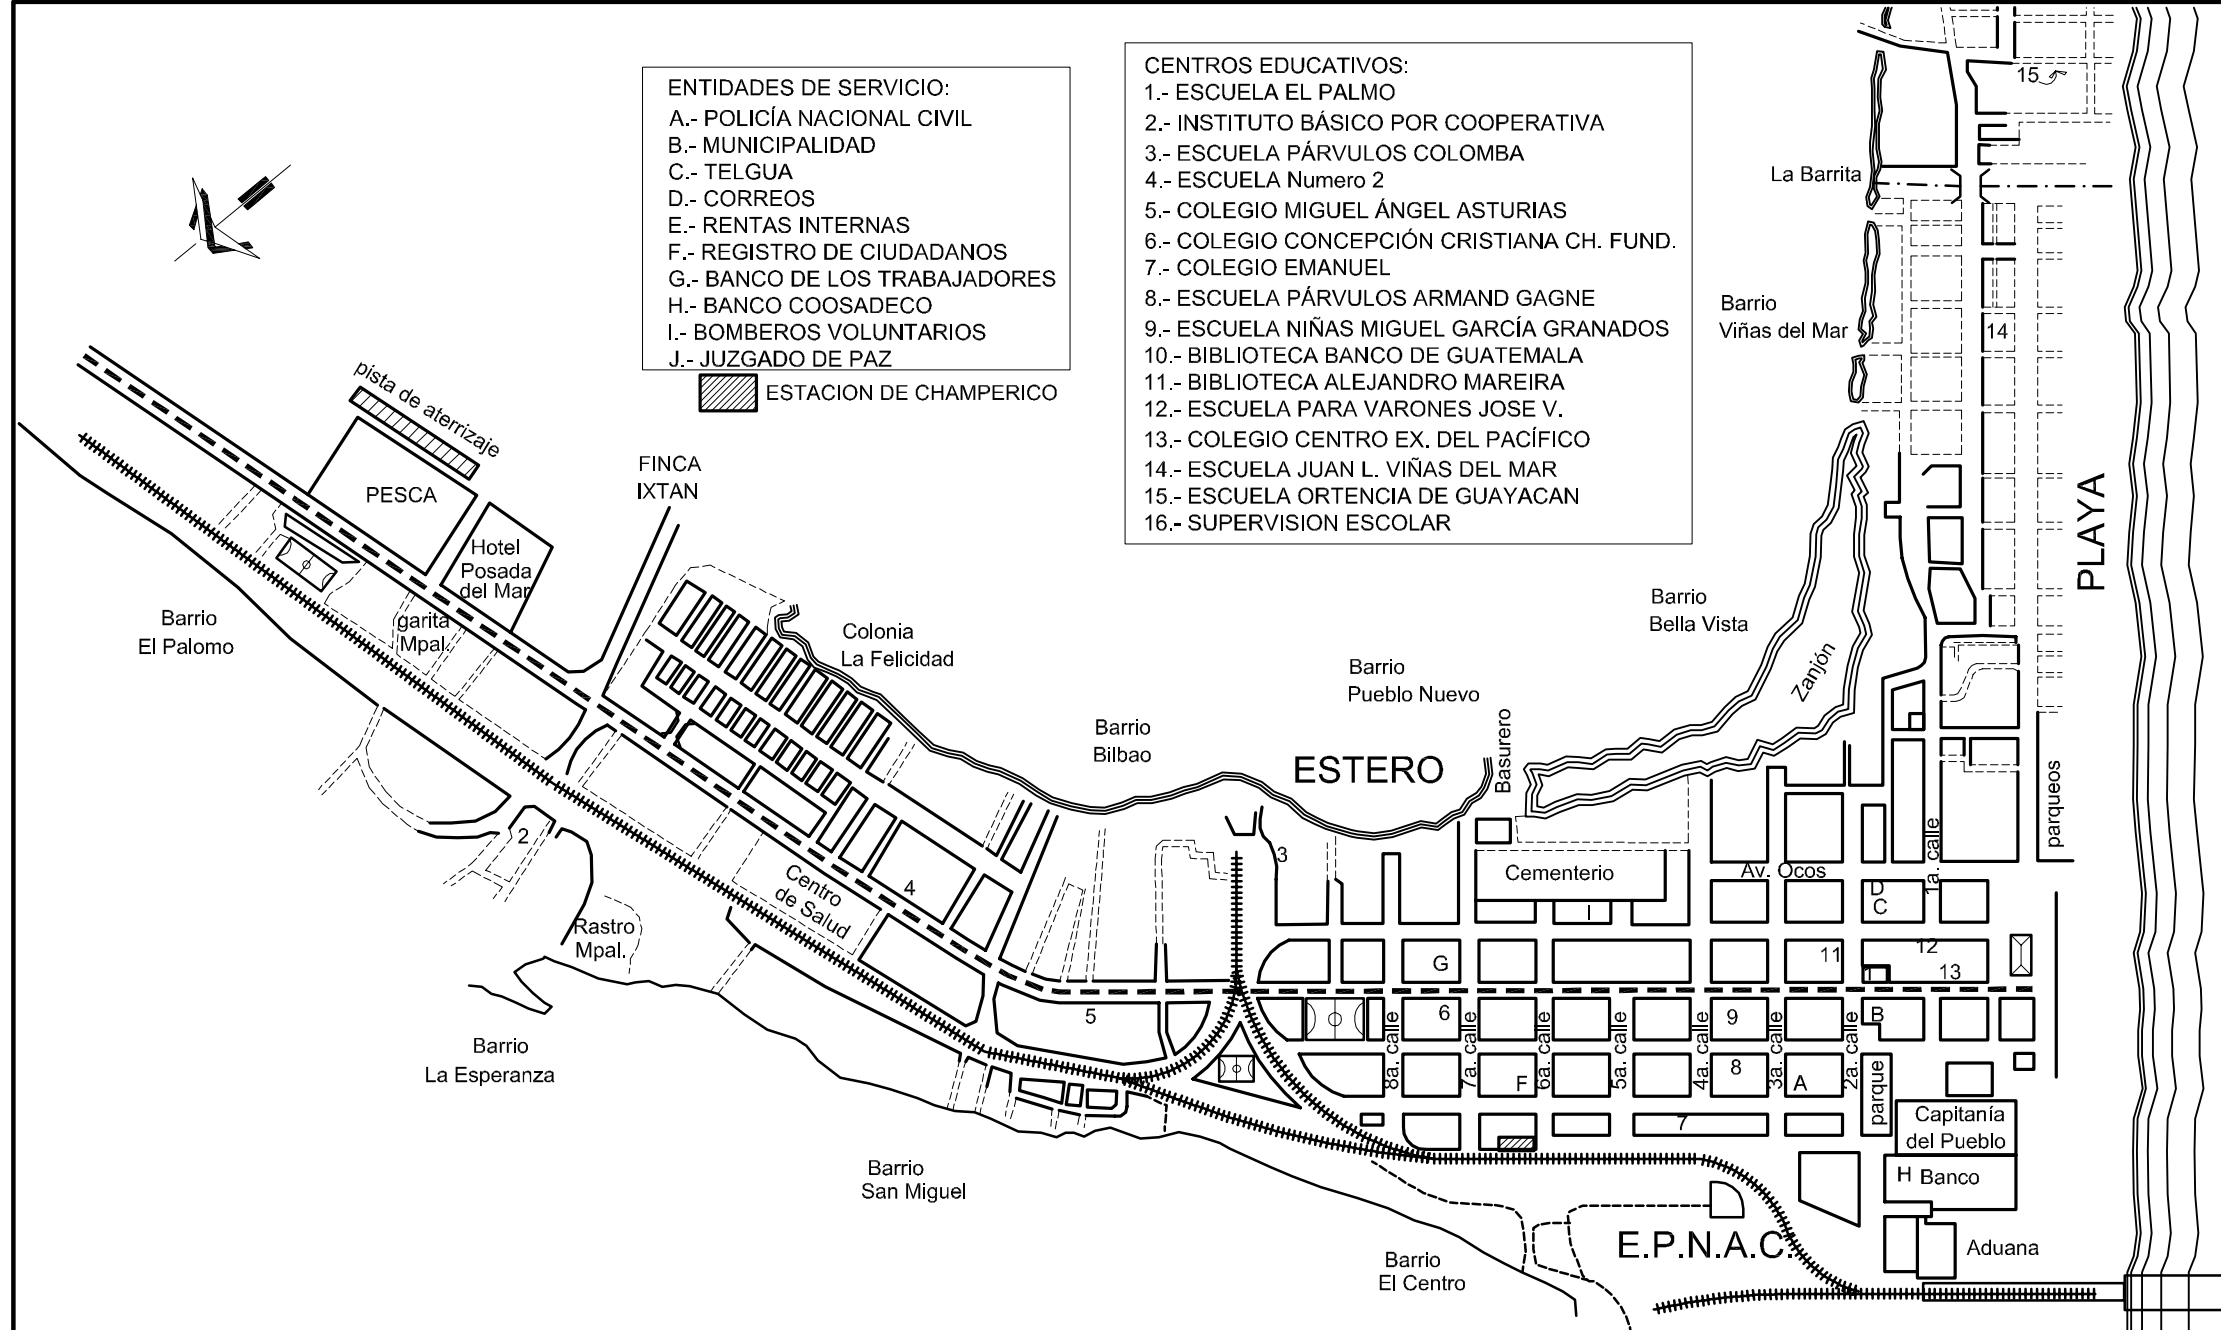 ENTIDADES DE SERVICIO:
A.- POLICÍA NACIONAL CIVIL
B.- MUNICIPALIDAD
C.- TELGUA
D.- CORREOS
E.- RENTAS INTERNAS
F.- REGISTRO DE CIUDADANOS
G.- BANCO DE LOS TRABAJADORES
H.- BANCO COOSADECO
I.- BOMBEROS VOLUNTARIOS
J.- JUZGADO DE PAZ
ESTACION DE CHAMPERICO
CENTROS EDUCATIVOS:
1.- ESCUELA EL PALMO
2.- INSTITUTO BÁSICO POR COOPERATIVA
3.- ESCUELA PÁRVULOS COLOMBA
4.- ESCUELA Numero 2
5.- COLEGIO MIGUEL ÁNGEL ASTURIAS
6.- COLEGIO CONCEPCIÓN CRISTIANA CH. FUND.
7.- COLEGIO EMANUEL
8.- ESCUELA PÁRVULOS ARMAND GAGNE
9.- ESCUELA NIÑAS MIGUEL GARCÍA GRANADOS
10.- BIBLIOTECA BANCO DE GUATEMALA
11.- BIBLIOTECA ALEJANDRO MAREIRA
12.- ESCUELA PARA VARONES JOSE V.
13.- COLEGIO CENTRO EX. DEL PACÍFICO
14.- ESCUELA JUAN L. VIÑAS DEL MAR
15.- ESCUELA ORTENCIA DE GUAYACAN
16.- SUPERVISION ESCOLAR
15
La Barrita
Barrio
Viñas del Mar
14
PLAYA
pista de aterrizaje
PESCA
Hotel
Posada
del Mar
FINCA
IXTAN
garita
Mpal.
Barrio
El Palomo
Colonia
La Felicidad
Barrio
Bilbao
Barrio
Pueblo Nuevo
Barrio
Bella Vista
Zanjón
ESTERO
Basurero
parqueos
2
Rastro
Mpal.
Centro
de Salud
4
3
Cementerio
I
Av. Ocos
1a. calle
D
C
G
11
12
1
13
5
6
9
B
8a. calle
7a. calle
6a. calle
5a. calle
4a. calle
3a. calle
2a. calle
F
8
A
parque
7
Barrio
La Esperanza
Barrio
San Miguel
Barrio
El Centro
Capitanía
del Pueblo
H Banco
E.P.N.A.C.
Aduana